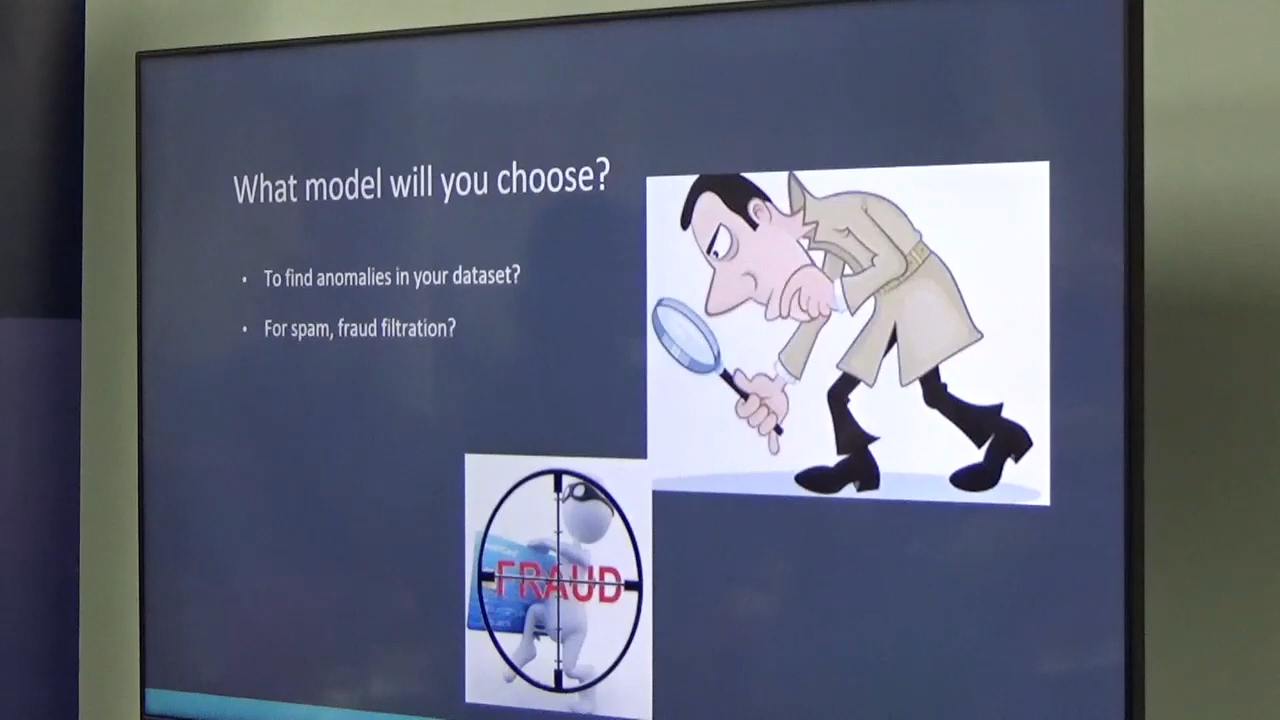 What model will you choose?
• To find anomalies in your dataset?
• For spam, fraud filtration?
FRAUD